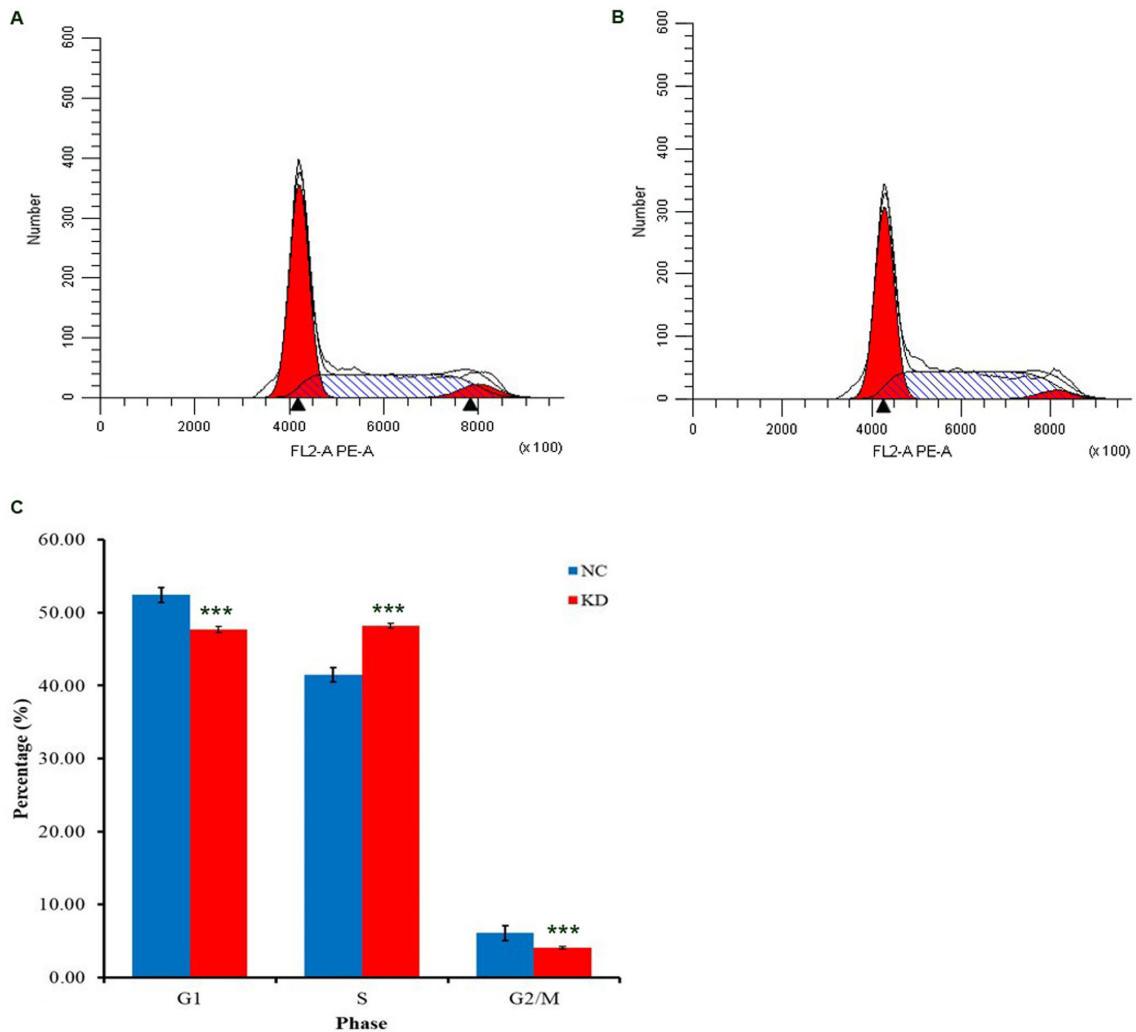 A
600
500
400
300
200
100
0
Number
0 2000 4000 6000 8000
FL2-A PE-A (x 100)
B
600
500
400
300
200
100
0
Number
0 2000 4000 6000 8000
FL2-A PE-A (x 100)
C
60.00
50.00
40.00
30.00
20.00
10.00
0.00
Percentage (%)
NC
KD
***
***
***
G1 S G2/M
Phase